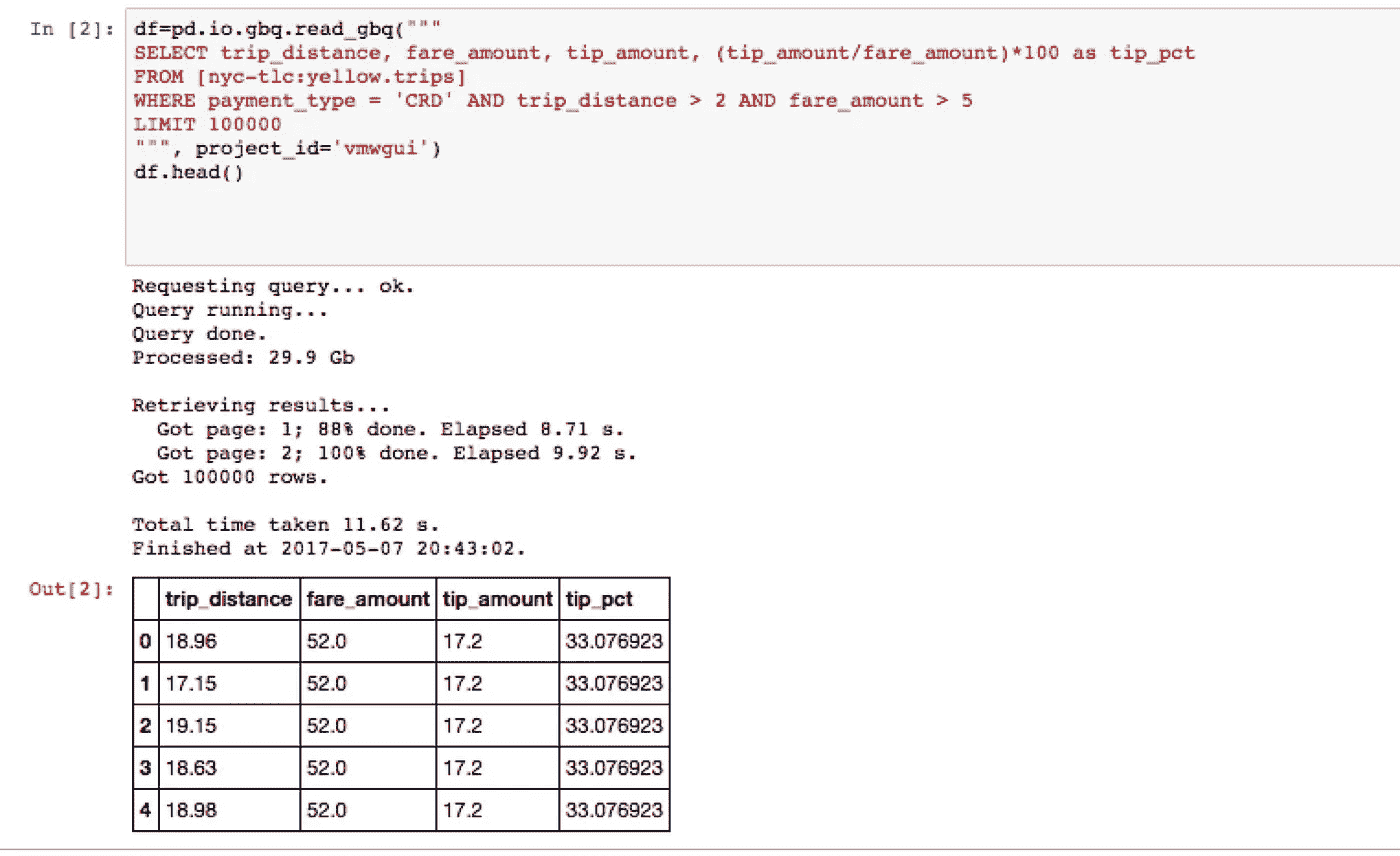 In [2]: df=pd.io.gbq.read_gbq("""
SELECT trip_distance, fare_amount, tip_amount, (tip_amount/fare_amount)*100 as tip_pct
FROM [nyc-tlc:yellow.trips]
WHERE payment_type = 'CRD' AND trip_distance > 2 AND fare_amount > 5
LIMIT 100000
""", project_id='vmwgui')
df.head()
Requesting query... ok.
Query running...
Query done.
Processed: 29.9 Gb
Retrieving results...
Got page: 1; 88% done. Elapsed 8.71 s.
Got page: 2; 100% done. Elapsed 9.92 s.
Got 100000 rows.
Total time taken 11.62 s.
Finished at 2017-05-07 20:43:02.
Out[2]:
trip_distance fare_amount tip_amount tip_pct
0 18.96 52.0 17.2 33.076923
1 17.15 52.0 17.2 33.076923
2 19.15 52.0 17.2 33.076923
3 18.63 52.0 17.2 33.076923
4 18.98 52.0 17.2 33.076923